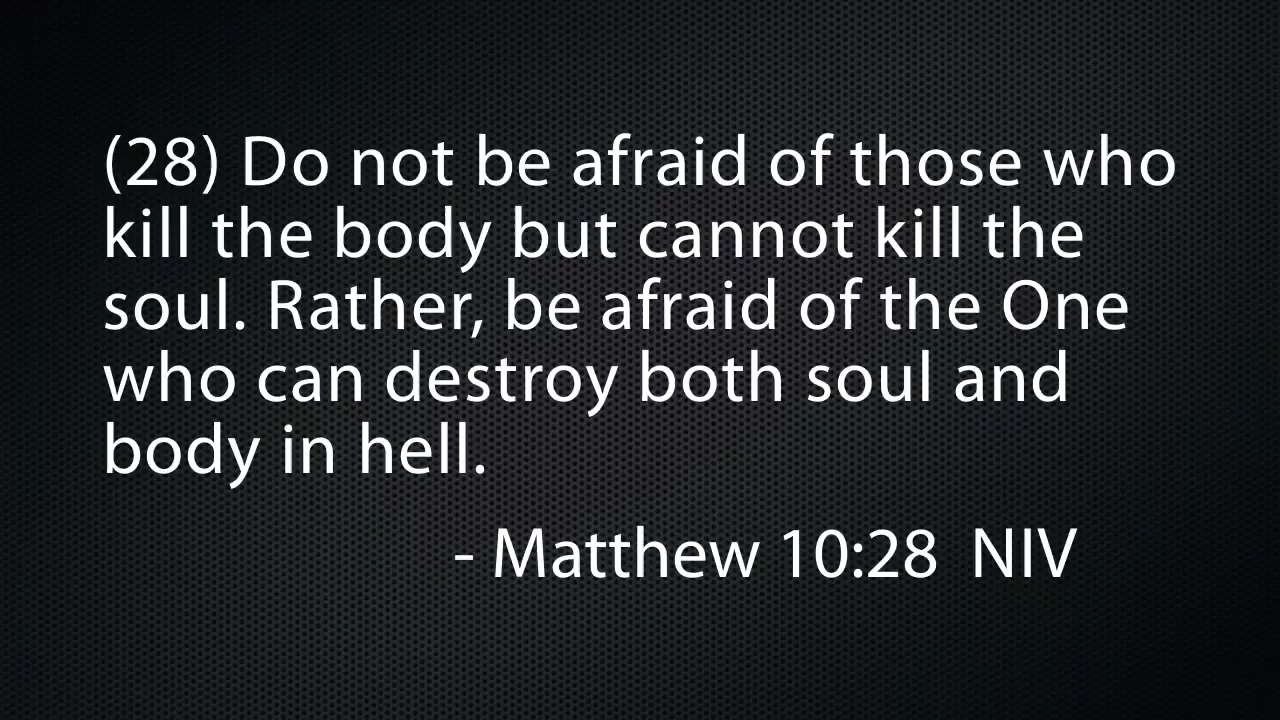 (28) Do not be afraid of those who
kill the body but cannot kill the
soul. Rather, be afraid of the One
who can destroy both soul and
body in hell.
- Matthew 10:28  NIV